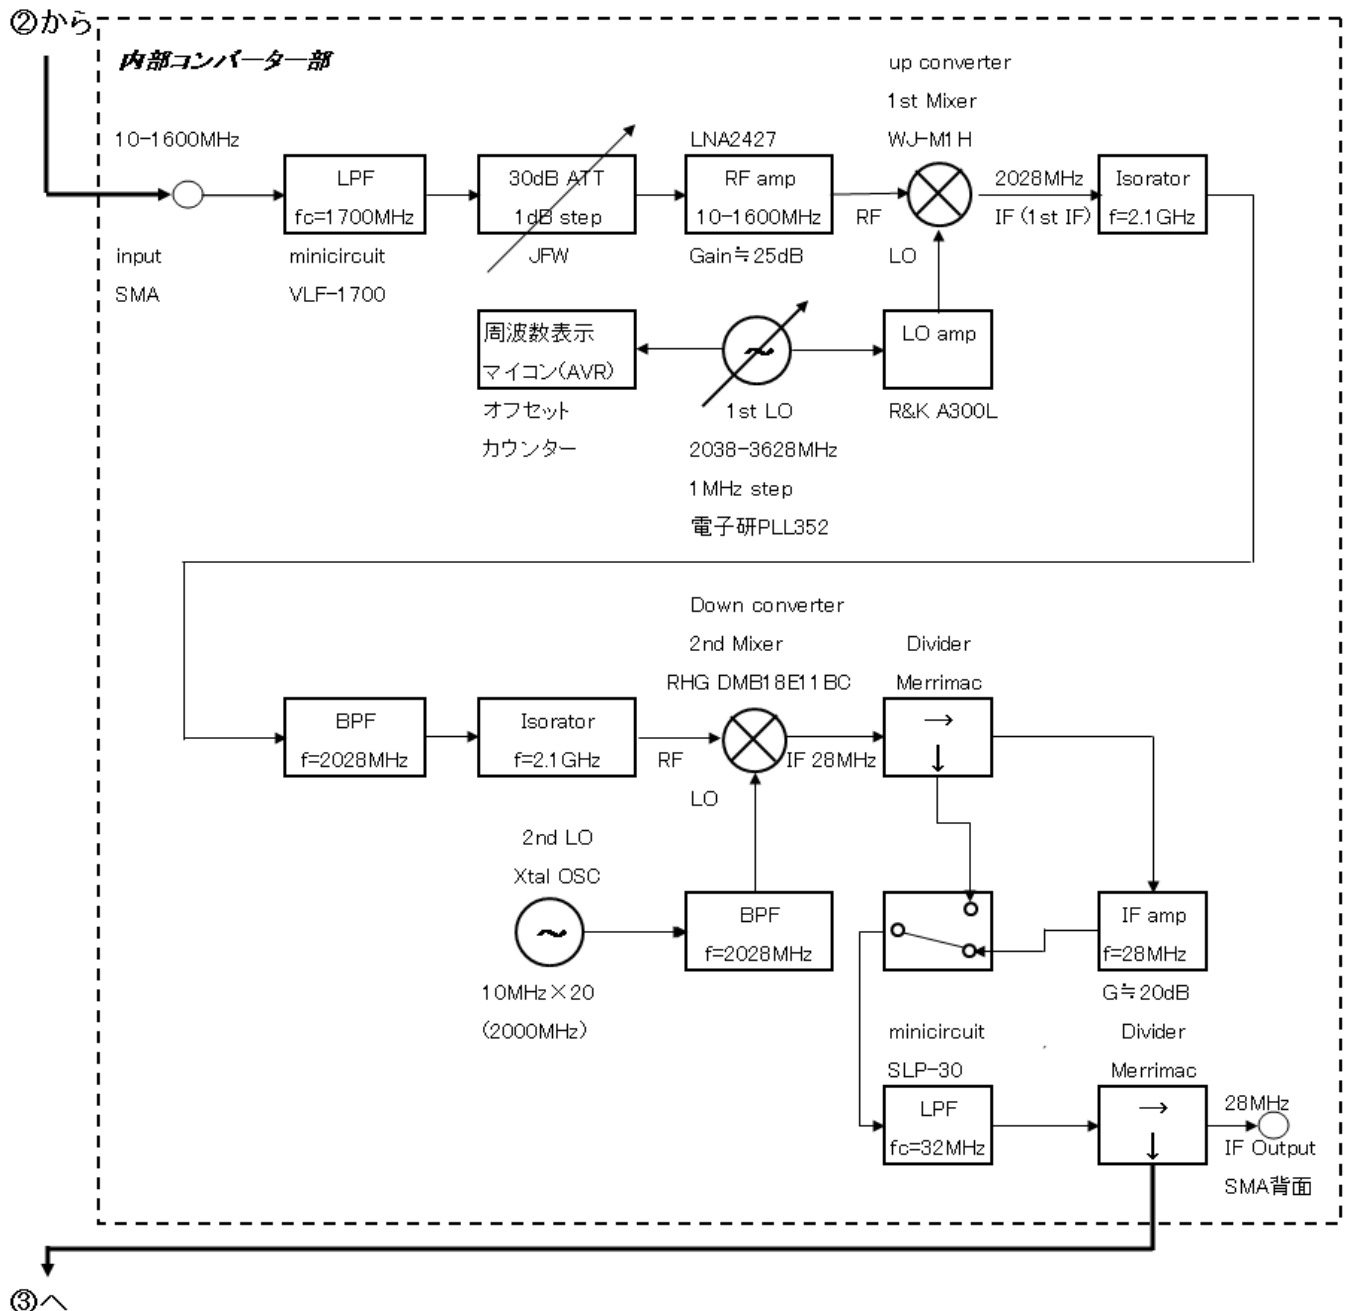 ②から
内部コンバーター部
up converter
1st Mixer
WJ-M1H
10-1600MHz
LNA2427
LPF
fc=1700MHz
30dB ATT
1dB step
RF amp
10-1600MHz
RF
2028MHz
IF (1st IF)
Isorator
f=2.1GHz
input
SMA
minicircuit
VLF-1700
JFW
Gain≒25dB
LO
周波数表示
マイコン(AVR)
オフセット
カウンター
1st LO
2038-3628MHz
1MHz step
電子研PLL352
LO amp
R&K A300L
Down converter
2nd Mixer
RHG DMB18E11BC
Divider
Merrimac
BPF
f=2028MHz
Isorator
f=2.1GHz
RF
IF 28MHz
→
↓
LO
2nd LO
Xtal OSC
10MHz×20
(2000MHz)
BPF
f=2028MHz
IF amp
f=28MHz
G≒20dB
minicircuit
SLP-30
LPF
fc=32MHz
Divider
Merrimac
→
↓
28MHz
IF Output
SMA背面
③へ